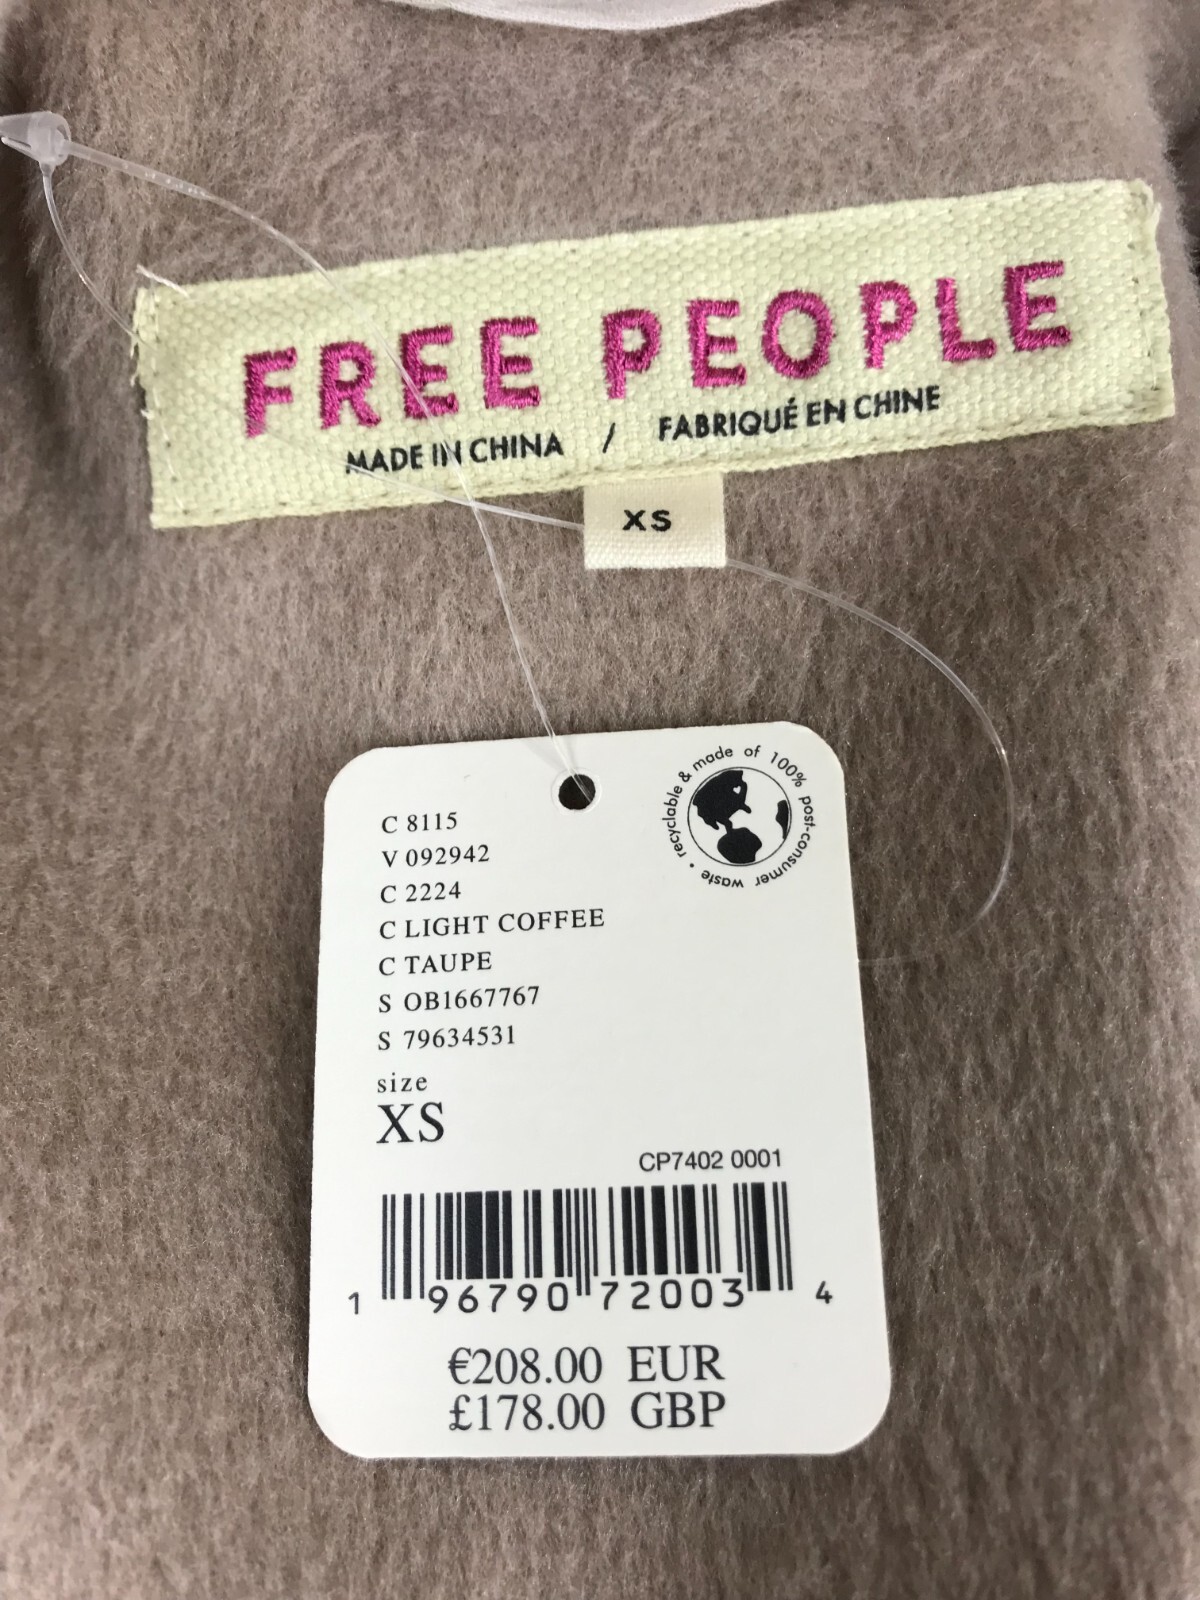 FREE PEOPLE
MADE IN CHINA / FABRIQUÉ EN CHINE
XS
recyclable & made of 100% post-consumer waste •
C 8115
V 092942
C 2224
C LIGHT COFFEE
C TAUPE
S OB1667767
S 79634531
size
XS
CP7402 0001
1 96790 72003 4
€208.00 EUR
£178.00 GBP